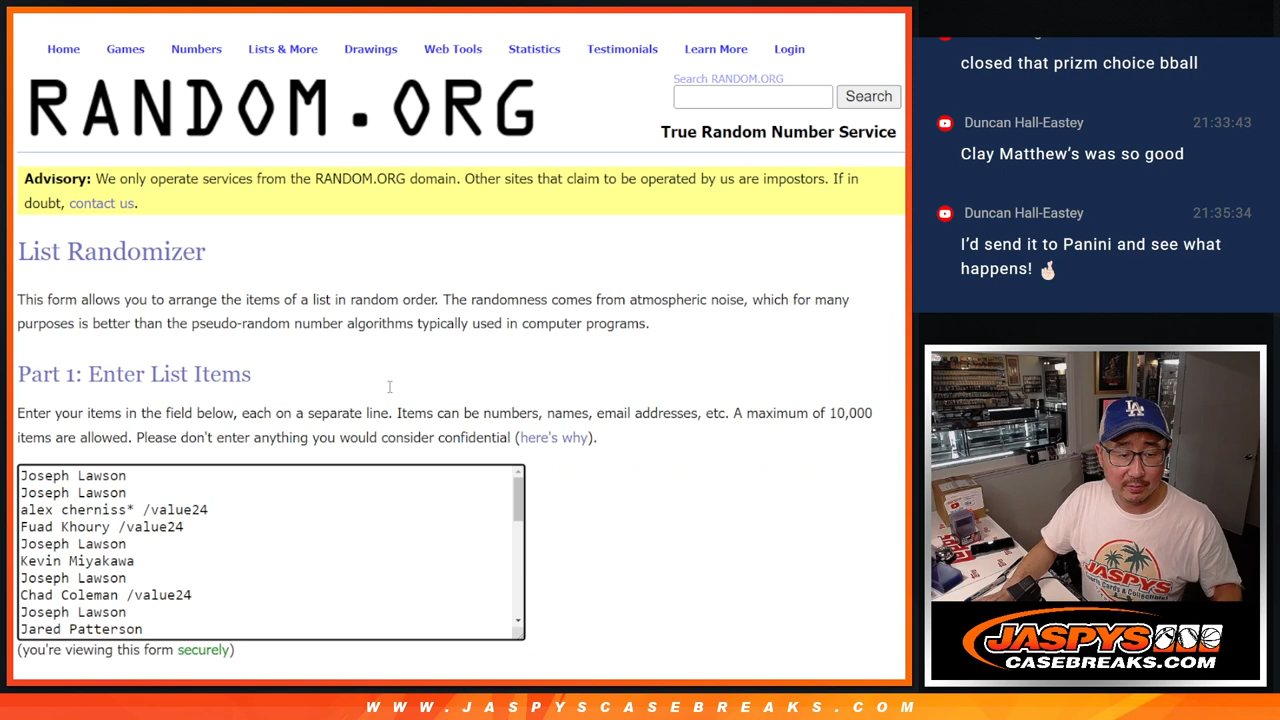 Home Games Numbers Lists & More Drawings Web Tools Statistics Testimonials Learn More Login
RANDOM.ORG
Search RANDOM.ORG
Search
True Random Number Service
Advisory: We only operate services from the RANDOM.ORG domain. Other sites that claim to be operated by us are impostors. If in
doubt, contact us.
List Randomizer
This form allows you to arrange the items of a list in random order. The randomness comes from atmospheric noise, which for many
purposes is better than the pseudo-random number algorithms typically used in computer programs.
Part 1: Enter List Items
Enter your items in the field below, each on a separate line. Items can be numbers, names, email addresses, etc. A maximum of 10,000
items are allowed. Please don't enter anything you would consider confidential (here's why).
Joseph Lawson
Joseph Lawson
alex cherniss* /value24
Fuad Khoury /value24
Joseph Lawson
Kevin Miyakawa
Joseph Lawson
Chad Coleman /value24
Joseph Lawson
Jared Patterson
(you're viewing this form securely)
closed that prizm choice bball
Duncan Hall-Eastey 21:33:43
Clay Matthew's was so good
Duncan Hall-Eastey 21:35:34
I'd send it to Panini and see what
happens! 🤞🏻
LA
JASPYS
JASPYS
CASEBREAKS.COM
WWW.JASPYSCASEBREAKS.COM